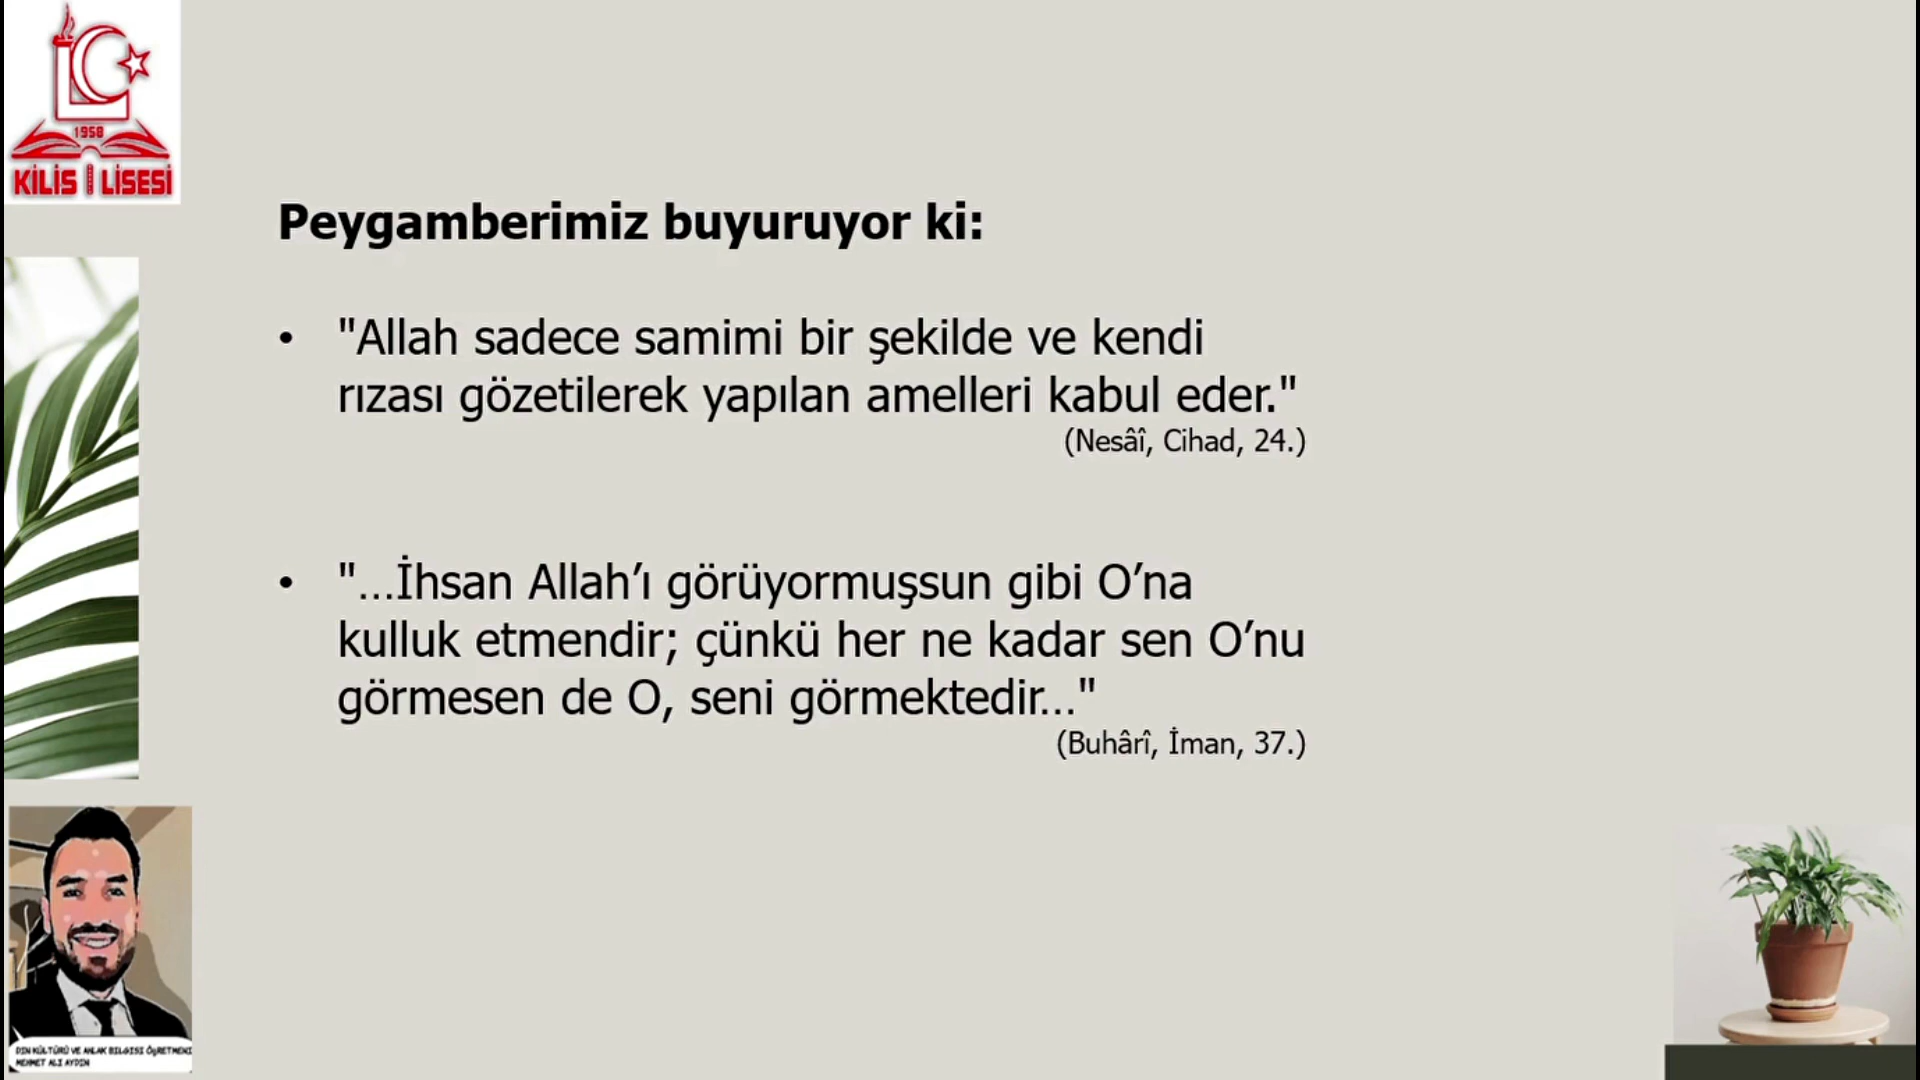 1958
KİLİS LİSESİ
Peygamberimiz buyuruyor ki:
• "Allah sadece samimi bir şekilde ve kendi
rızası gözetilerek yapılan amelleri kabul eder."
(Nesâî, Cihad, 24.)
• "...İhsan Allah’ı görüyormuşsun gibi O’na
kulluk etmendir; çünkü her ne kadar sen O’nu
görmesen de O, seni görmektedir..."
(Buhârî, İman, 37.)
DİN KÜLTÜRÜ VE AHLAK BİLGİSİ ÖğRETMENİ
MEHMET ALİ AYDIN